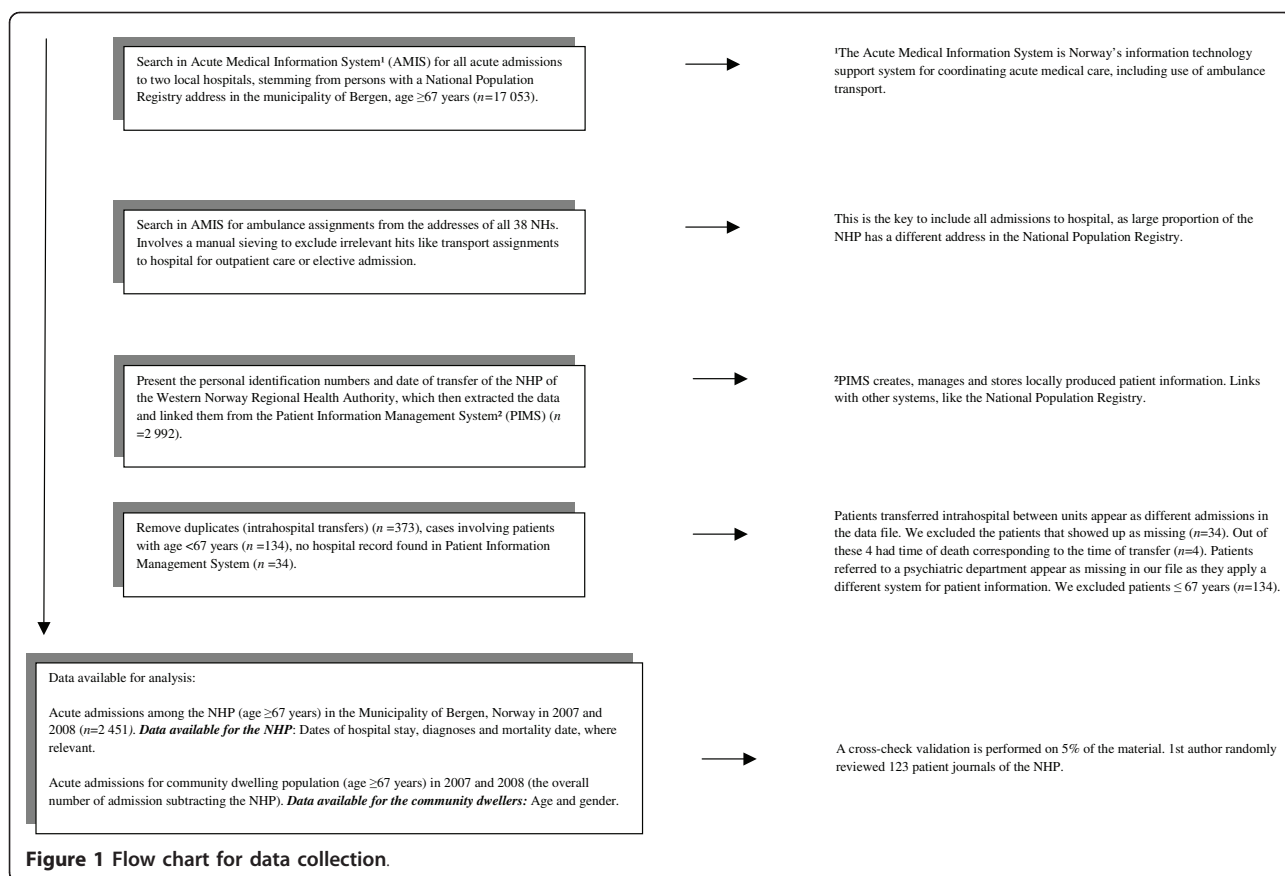 Search in Acute Medical Information System¹ (AMIS) for all acute admissions
to two local hospitals, stemming from persons with a National Population
Registry address in the municipality of Bergen, age ≥67 years (n=17 053).
¹The Acute Medical Information System is Norway's information technology
support system for coordinating acute medical care, including use of ambulance
transport.
Search in AMIS for ambulance assignments from the addresses of all 38 NHs.
Involves a manual sieving to exclude irrelevant hits like transport assignments
to hospital for outpatient care or elective admission.
This is the key to include all admissions to hospital, as large proportion of the
NHP has a different address in the National Population Registry.
Present the personal identification numbers and date of transfer of the NHP of
the Western Norway Regional Health Authority, which then extracted the data
and linked them from the Patient Information Management System² (PIMS) (n
=2 992).
²PIMS creates, manages and stores locally produced patient information. Links
with other systems, like the National Population Registry.
Remove duplicates (intrahospital transfers) (n =373), cases involving patients
with age <67 years (n =134), no hospital record found in Patient Information
Management System (n =34).
Patients transferred intrahospital between units appear as different admissions in
the data file. We excluded the patients that showed up as missing (n=34). Out of
these 4 had time of death corresponding to the time of transfer (n=4). Patients
referred to a psychiatric department appear as missing in our file as they apply a
different system for patient information. We excluded patients ≤ 67 years (n=134).
Data available for analysis:
Acute admissions among the NHP (age ≥67 years) in the Municipality of Bergen, Norway in 2007 and
2008 (n=2 451). Data available for the NHP: Dates of hospital stay, diagnoses and mortality date, where
relevant.
Acute admissions for community dwelling population (age ≥67 years) in 2007 and 2008 (the overall
number of admission subtracting the NHP). Data available for the community dwellers: Age and gender.
A cross-check validation is performed on 5% of the material. 1st author randomly
reviewed 123 patient journals of the NHP.
Figure 1 Flow chart for data collection.